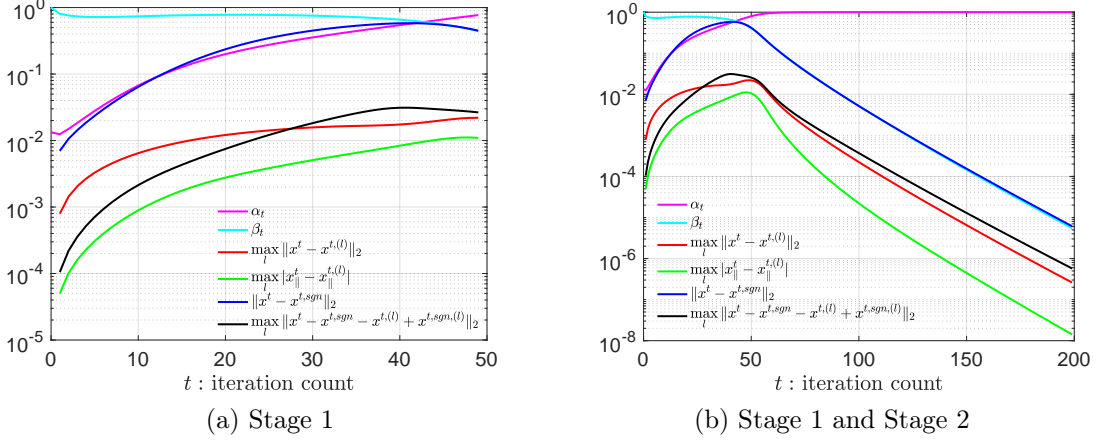 10^0
10^-1
10^-2
10^-3
10^-4
10^-5
0 10 20 30 40 50
t : iteration count
α_t
β_t
max_l ‖x^t − x^{t,(l)}‖_2
max_l |x^t_∥ − x^{t,(l)}_∥|
‖x^t − x^{t,sgn}‖_2
max_l ‖x^t − x^{t,sgn} − x^{t,(l)} + x^{t,sgn,(l)}‖_2
(a) Stage 1
10^0
10^-2
10^-4
10^-6
10^-8
0 50 100 150 200
t : iteration count
α_t
β_t
max_l ‖x^t − x^{t,(l)}‖_2
max_l |x^t_∥ − x^{t,(l)}_∥|
‖x^t − x^{t,sgn}‖_2
max_l ‖x^t − x^{t,sgn} − x^{t,(l)} + x^{t,sgn,(l)}‖_2
(b) Stage 1 and Stage 2